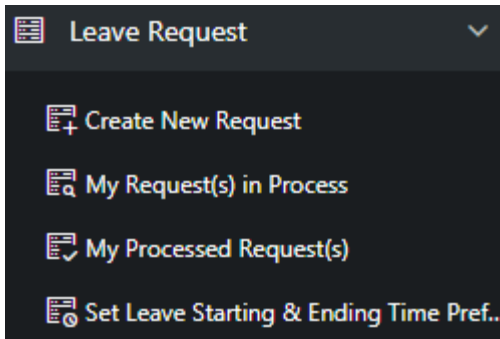 Leave Request
Create New Request
My Request(s) in Process
My Processed Request(s)
Set Leave Starting & Ending Time Pref..